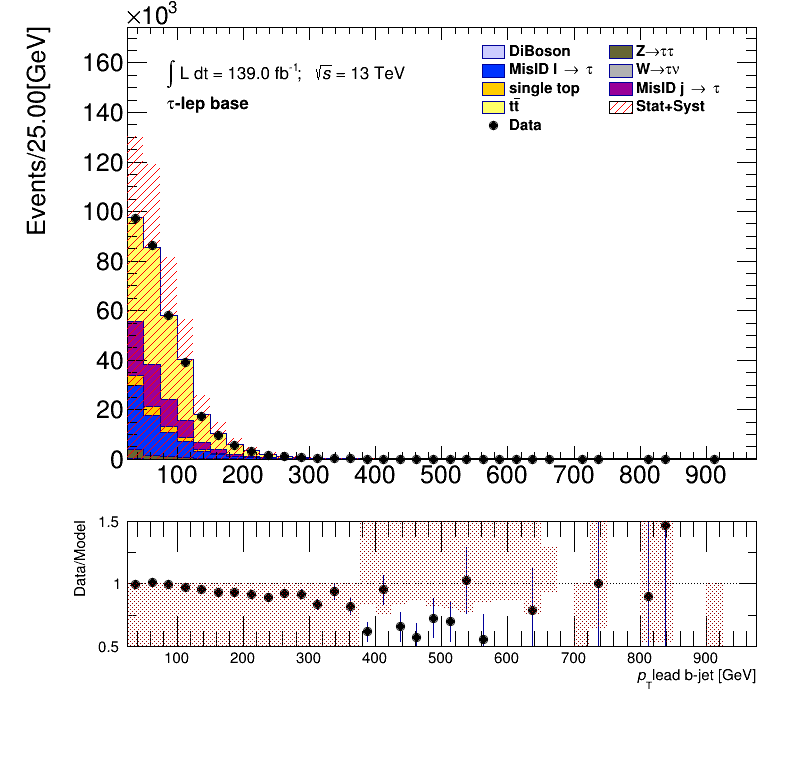 ×10³
Events/25.00[GeV]
160
140
120
100
80
60
40
20
0
∫ L dt = 139.0 fb⁻¹; √s = 13 TeV
τ-lep base
DiBoson
Z→ττ
MisID l → τ
W→τν
single top
MisID j → τ
tt̄
Stat+Syst
Data
100 200 300 400 500 600 700 800 900
Data/Model
1.5
1
0.5
100 200 300 400 500 600 700 800 900
p_T lead b-jet [GeV]